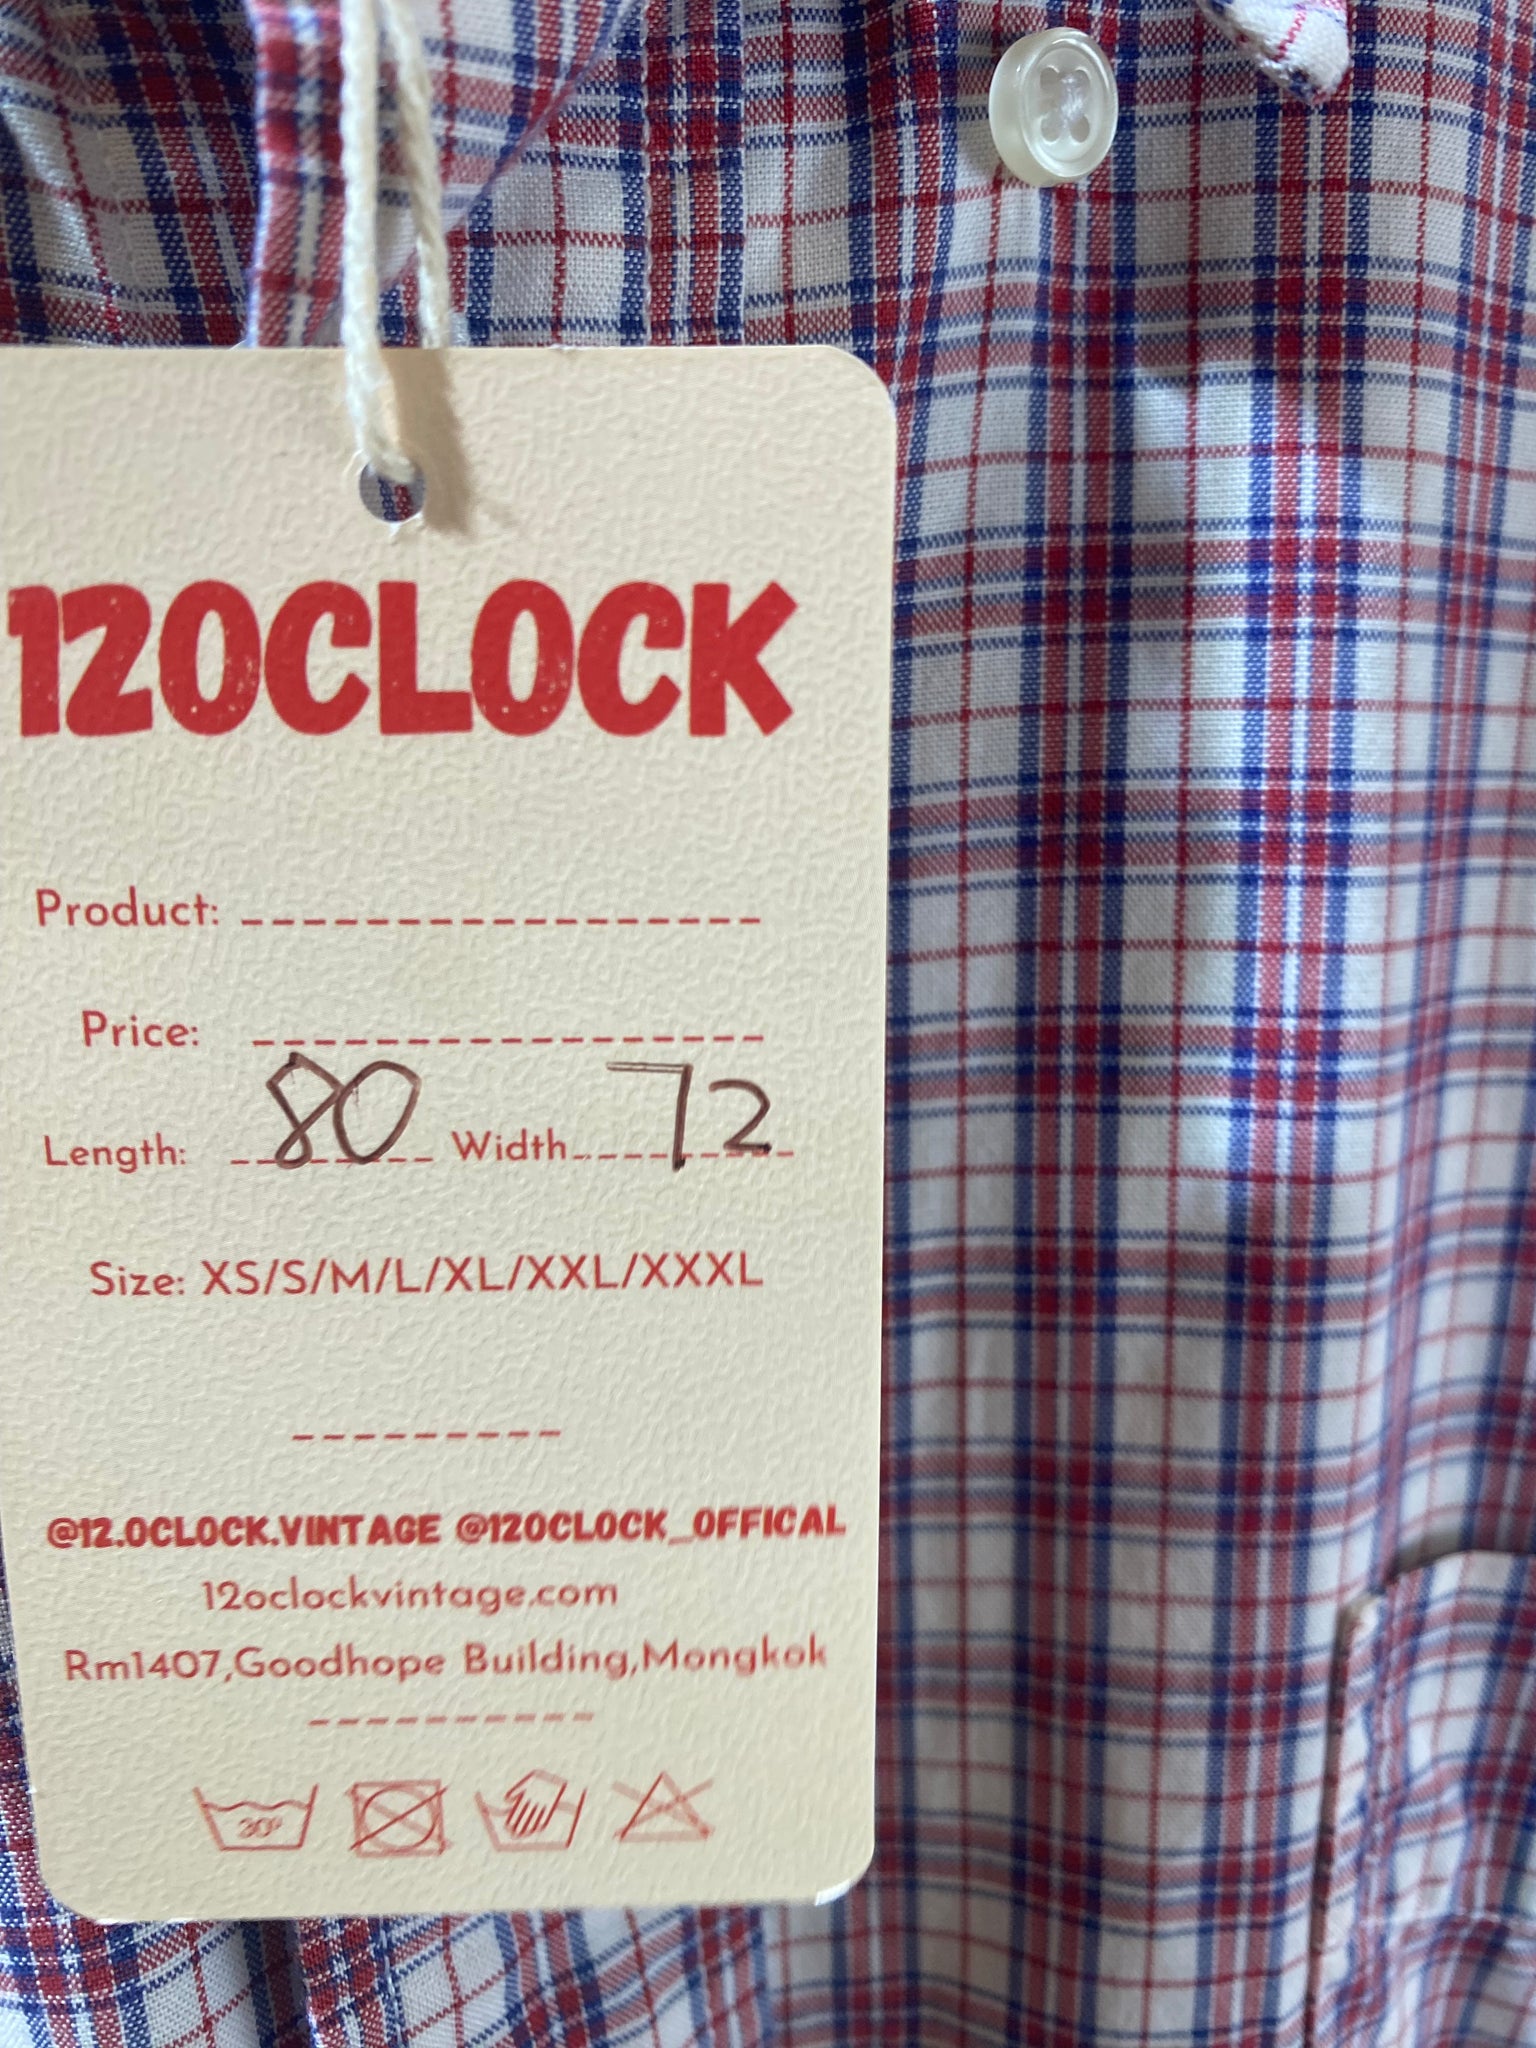 12OCLOCK
Product:
Price:
Length: 80 Width 72
Size: XS/S/M/L/XL/XXL/XXXL
@12.OCLOCK.VINTAGE @12OCLOCK_OFFICAL
12oclockvintage.com
Rm1407,Goodhope Building,Mongkok
30º